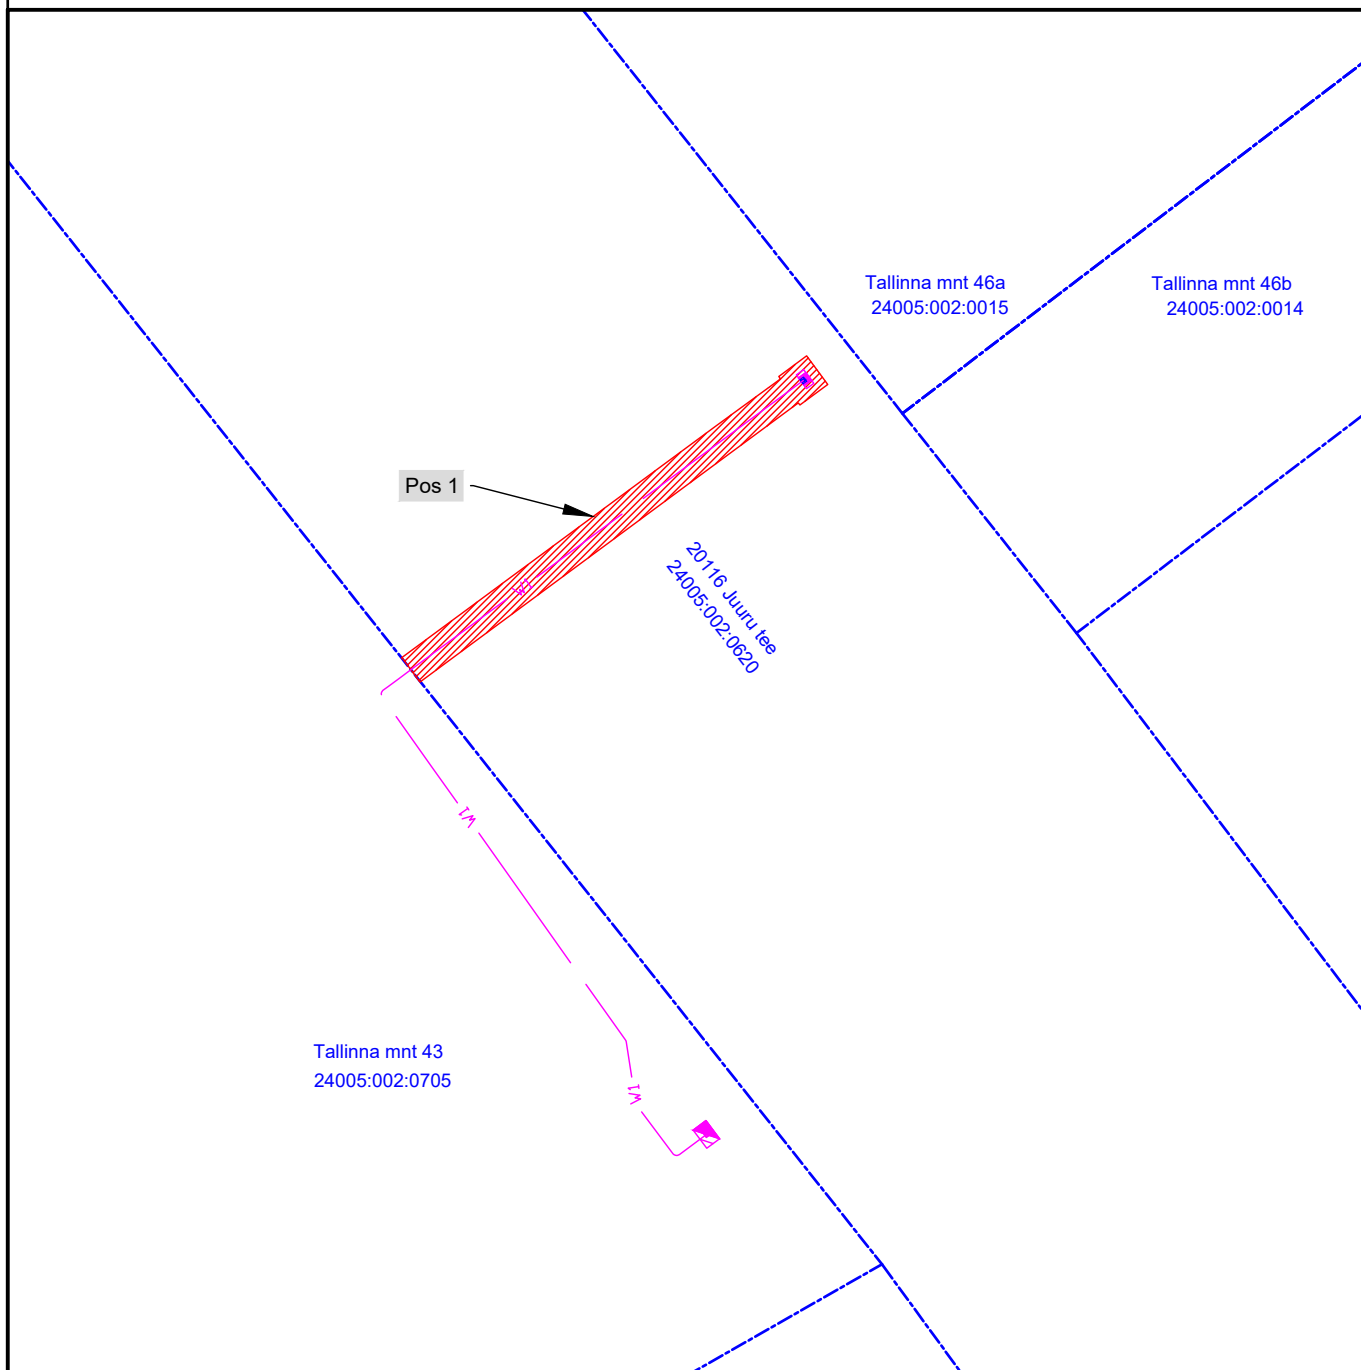 Tallinna mnt 46a
24005:002:0015
Tallinna mnt 46b
24005:002:0014
Pos 1
20116 Juuru tee
24005:002:0620
W1
W1
Tallinna mnt 43
24005:002:0705
W1